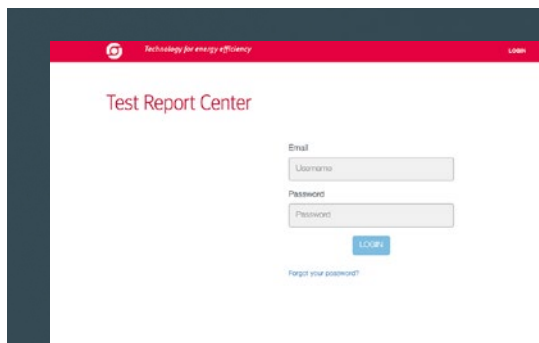 Technology for energy efficiency
LOGIN
Test Report Center
Email
Username
Password
Password
LOGIN
Forgot your password?